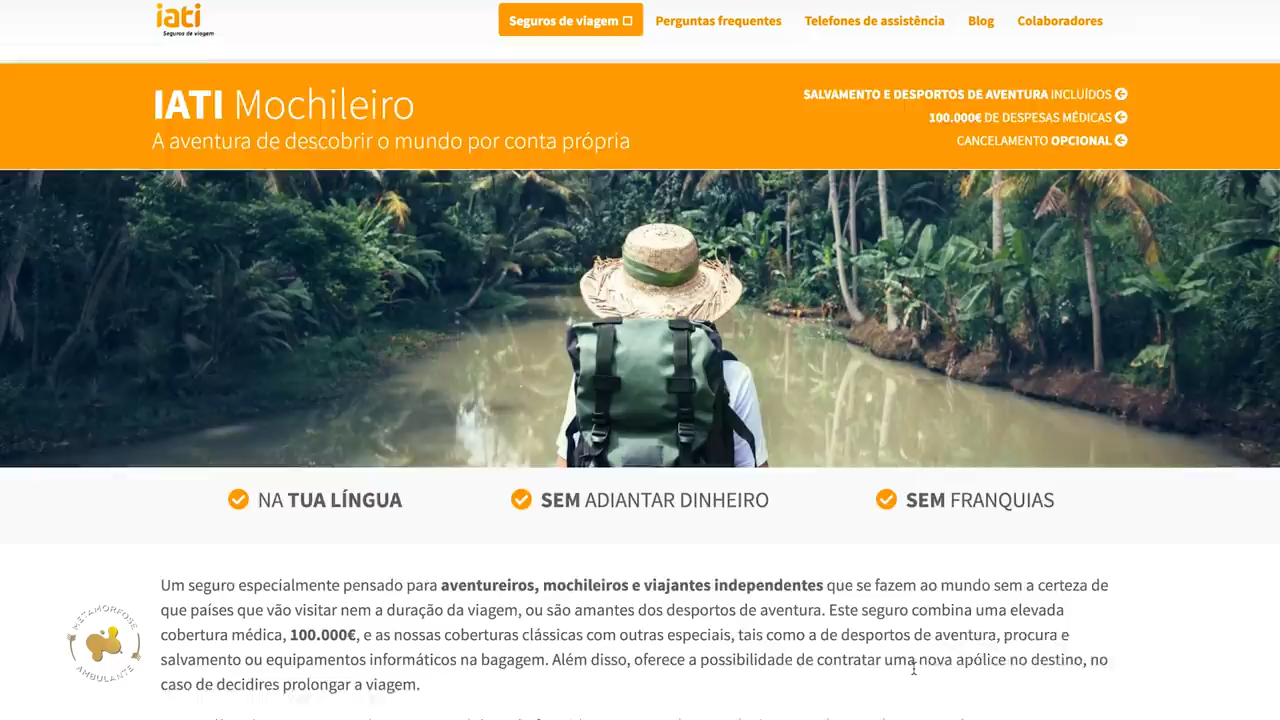 iati
Seguros de viagem
Seguros de viagem
Perguntas frequentes
Telefones de assistência
Blog
Colaboradores
IATI Mochileiro
A aventura de descobrir o mundo por conta própria
SALVAMENTO E DESPORTOS DE AVENTURA INCLUÍDOS
100.000€ DE DESPESAS MÉDICAS
CANCELAMENTO OPCIONAL
NA TUA LÍNGUA
SEM ADIANTAR DINHEIRO
SEM FRANQUIAS
Um seguro especialmente pensado para aventureiros, mochileiros e viajantes independentes que se fazem ao mundo sem a certeza de
que países que vão visitar nem a duração da viagem, ou são amantes dos desportos de aventura. Este seguro combina uma elevada
cobertura médica, 100.000€, e as nossas coberturas clássicas com outras especiais, tais como a de desportos de aventura, procura e
salvamento ou equipamentos informáticos na bagagem. Além disso, oferece a possibilidade de contratar uma nova apólice no destino, no
caso de decidires prolongar a viagem.
METAMORFOSE
AMBULANTE